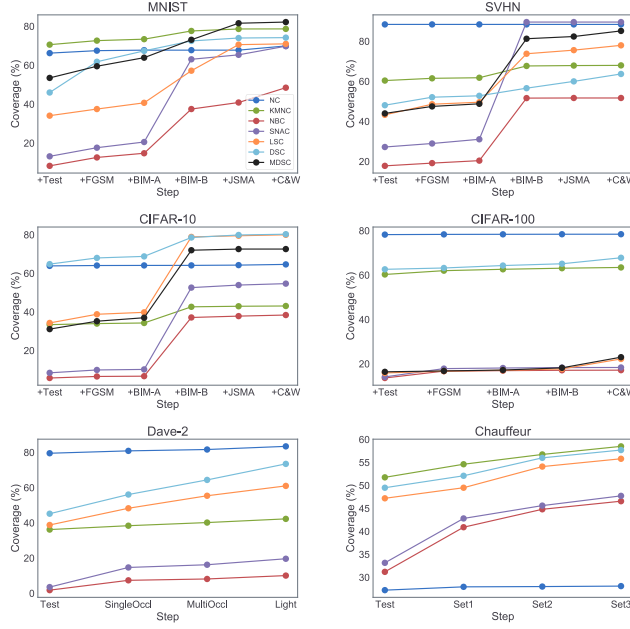 MNIST
Coverage (%)
80
60
40
20
NC
KMNC
NBC
SNAC
LSC
DSC
MDSC
+Test +FGSM +BIM-A +BIM-B +JSMA +C&W
Step
SVHN
Coverage (%)
80
60
40
20
+Test +FGSM +BIM-A +BIM-B +JSMA +C&W
Step
CIFAR-10
Coverage (%)
80
60
40
20
+Test +FGSM +BIM-A +BIM-B +JSMA +C&W
Step
CIFAR-100
Coverage (%)
80
60
40
20
+Test +FGSM +BIM-A +BIM-B +JSMA +C&W
Step
Dave-2
Coverage (%)
80
60
40
20
0
Test SingleOccl MultiOccl Light
Step
Chauffeur
Coverage (%)
60
55
50
45
40
35
30
Test Set1 Set2 Set3
Step